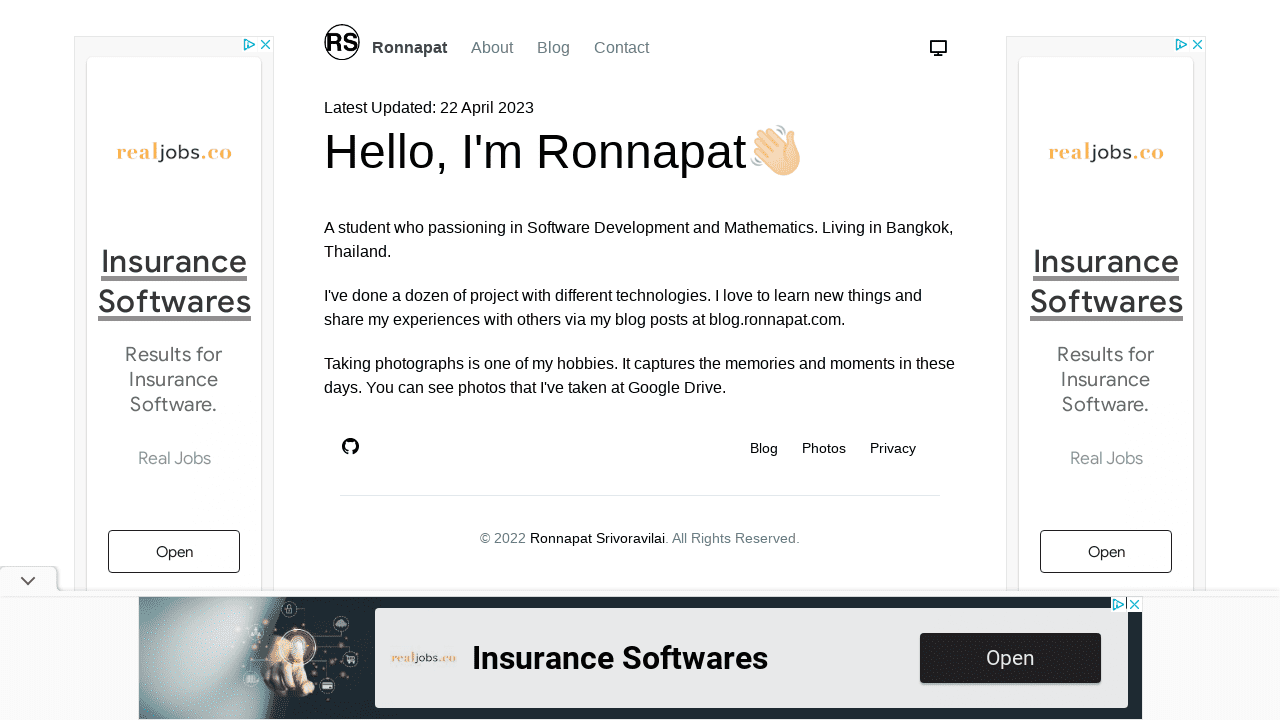 RS
Ronnapat About Blog Contact
Latest Updated: 22 April 2023
Hello, I'm Ronnapat👋🏼
A student who passioning in Software Development and Mathematics. Living in Bangkok,
Thailand.
I've done a dozen of project with different technologies. I love to learn new things and
share my experiences with others via my blog posts at blog.ronnapat.com.
Taking photographs is one of my hobbies. It captures the memories and moments in these
days. You can see photos that I've taken at Google Drive.
Blog Photos Privacy
© 2022 Ronnapat Srivoravilai. All Rights Reserved.
realjobs.co
Insurance
Softwares
Results for
Insurance
Software.
Real Jobs
Open
realjobs.co
Insurance
Softwares
Results for
Insurance
Software.
Real Jobs
Open
realjobs.co
Insurance Softwares
Open